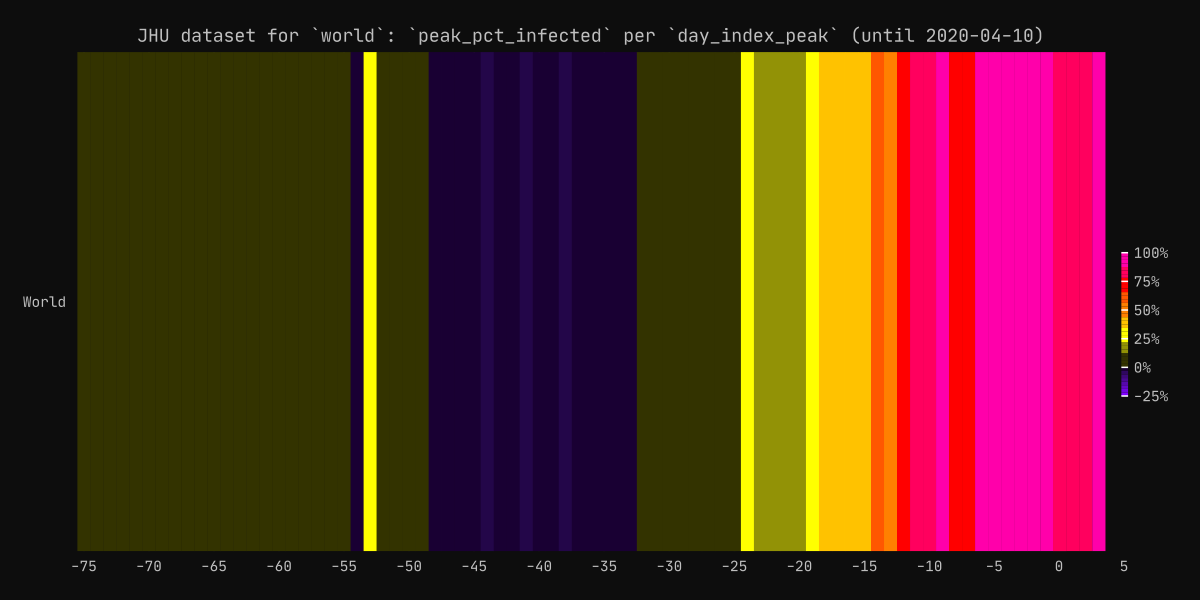 JHU dataset for `world`: `peak_pct_infected` per `day_index_peak` (until 2020-04-10)
100%
75%
50%
25%
0%
-25%
World
-75 -70 -65 -60 -55 -50 -45 -40 -35 -30 -25 -20 -15 -10 -5 0 5